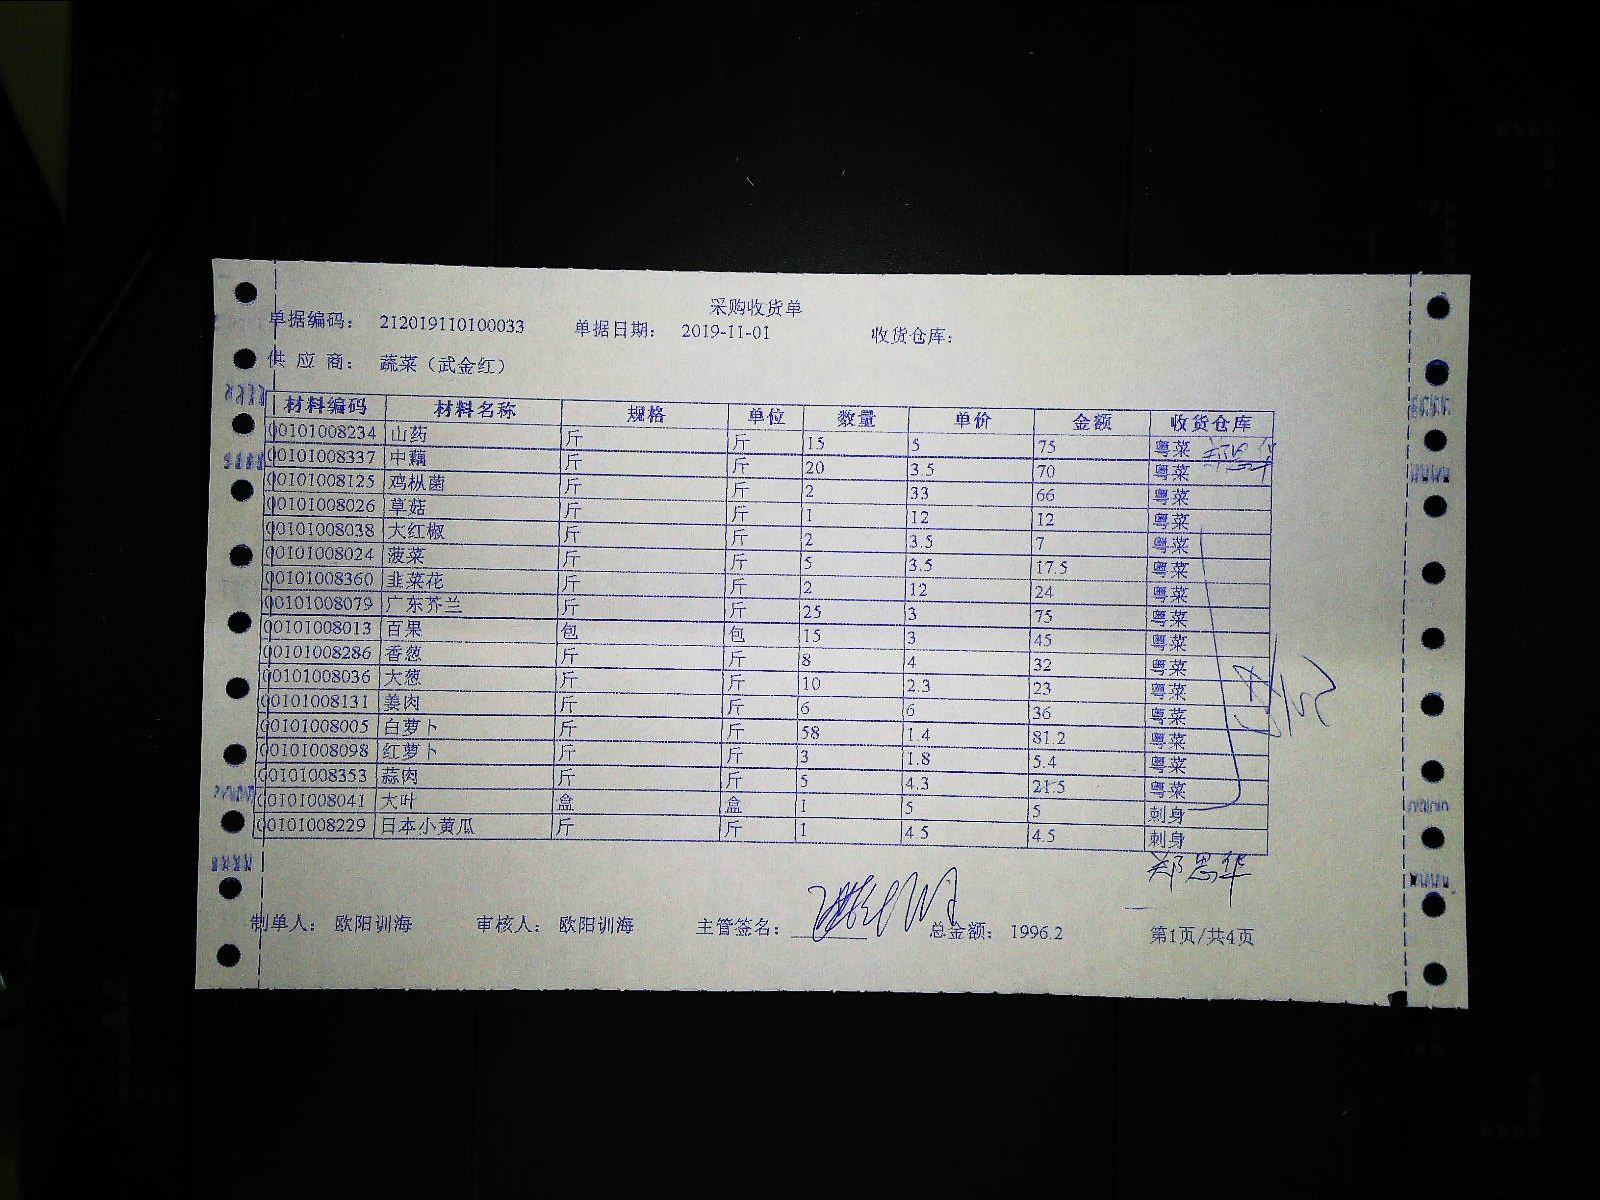 采购收货单
单据编码： 212019110100033 单据日期： 2019-11-01 收货仓库：
供 应 商： 蔬菜（武金红）
材料编码 材料名称 规格 单位 数量 单价 金额 收货仓库
00101008234 山药 斤 斤 15 5 75 粤菜
00101008337 中藕 斤 斤 20 3.5 70 粤菜
00101008125 鸡枞菌 斤 斤 2 33 66 粤菜
00101008026 草菇 斤 斤 1 12 12 粤菜
00101008038 大红椒 斤 斤 2 3.5 7 粤菜
00101008024 菠菜 斤 斤 5 3.5 17.5 粤菜
00101008360 韭菜花 斤 斤 2 12 24 粤菜
00101008079 广东芥兰 斤 斤 25 3 75 粤菜
00101008013 百果 包 包 15 3 45 粤菜
00101008286 香葱 斤 斤 8 4 32 粤菜
00101008036 大葱 斤 斤 10 2.3 23 粤菜
00101008131 姜肉 斤 斤 6 6 36 粤菜
00101008005 白萝卜 斤 斤 58 1.4 81.2 粤菜
00101008098 红萝卜 斤 斤 3 1.8 5.4 粤菜
00101008353 蒜肉 斤 斤 5 4.3 21.5 粤菜
00101008041 大叶 盒 盒 1 5 5 刺身
00101008229 日本小黄瓜 斤 斤 1 4.5 4.5 刺身
郑思华
制单人： 欧阳训海 审核人： 欧阳训海 主管签名： 总金额： 1996.2 第1页/共4页